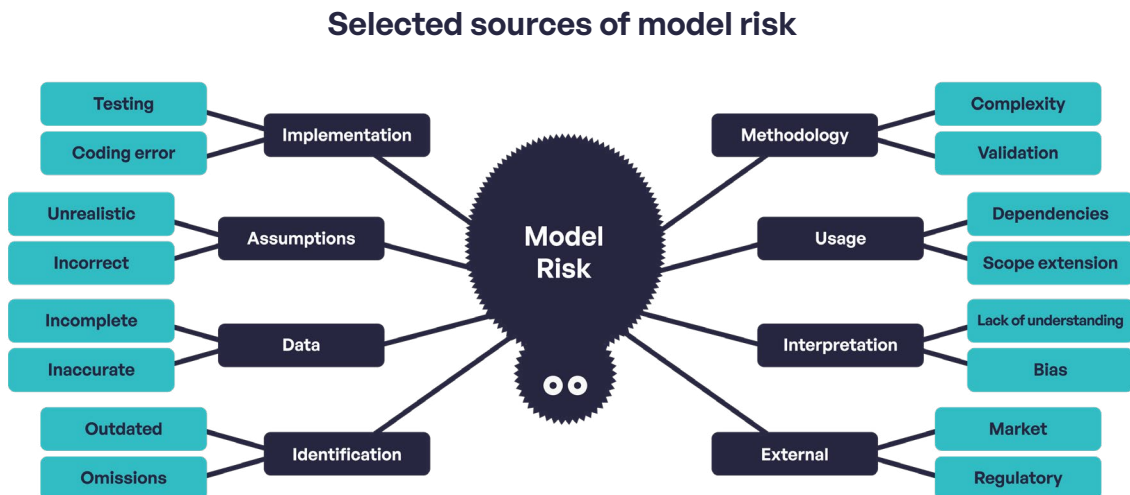 Selected sources of model risk
Testing
Coding error
Implementation
Unrealistic
Incorrect
Assumptions
Incomplete
Inaccurate
Data
Outdated
Omissions
Identification
Model
Risk
Methodology
Complexity
Validation
Usage
Dependencies
Scope extension
Interpretation
Lack of understanding
Bias
External
Market
Regulatory